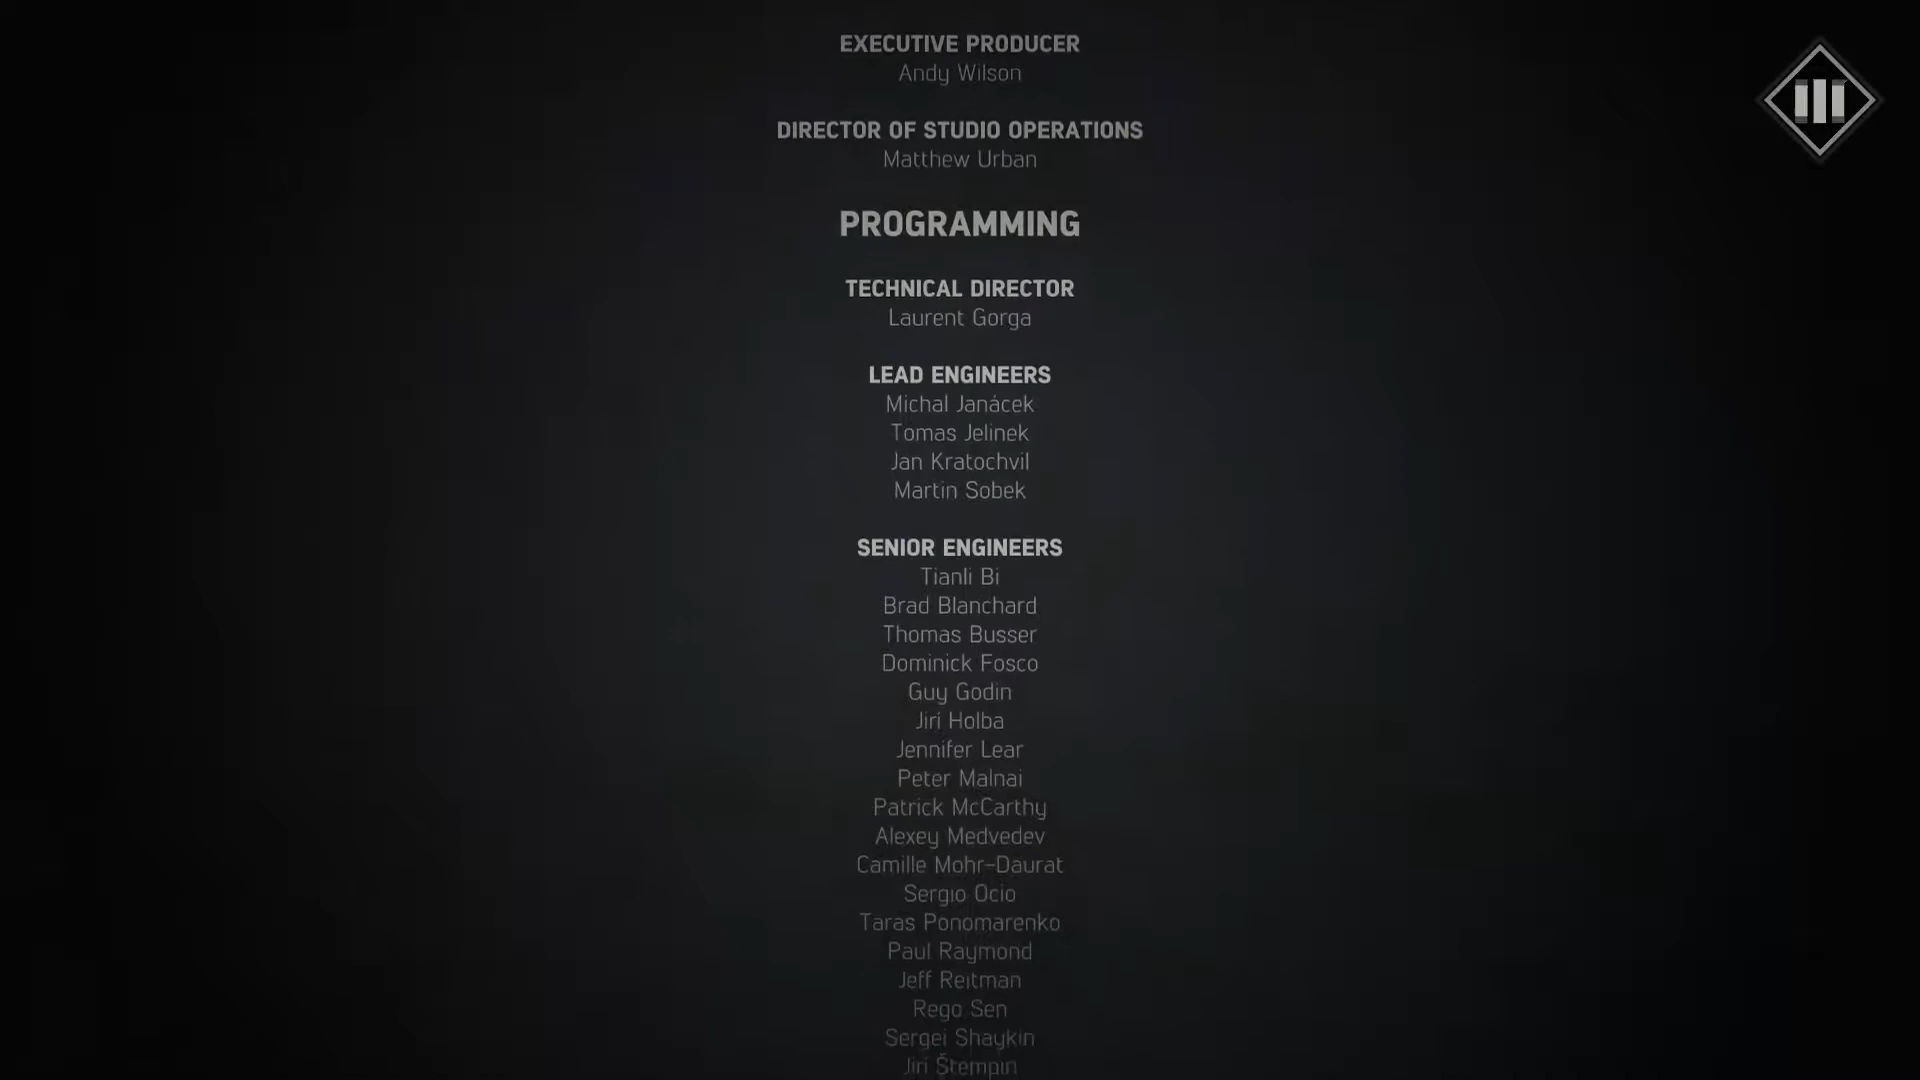 EXECUTIVE PRODUCER
Andy Wilson
DIRECTOR OF STUDIO OPERATIONS
Matthew Urban
PROGRAMMING
TECHNICAL DIRECTOR
Laurent Gorga
LEAD ENGINEERS
Michal Janácek
Tomas Jelinek
Jan Kratochvil
Martin Sobek
SENIOR ENGINEERS
Tianli Bi
Brad Blanchard
Thomas Busser
Dominick Fosco
Guy Godin
Jiri Holba
Jennifer Lear
Peter Malnai
Patrick McCarthy
Alexey Medvedev
Camille Mohr-Daurat
Sergio Ocio
Taras Ponomarenko
Paul Raymond
Jeff Reitman
Rego Sen
Sergei Shaykin
Jiri Štempin